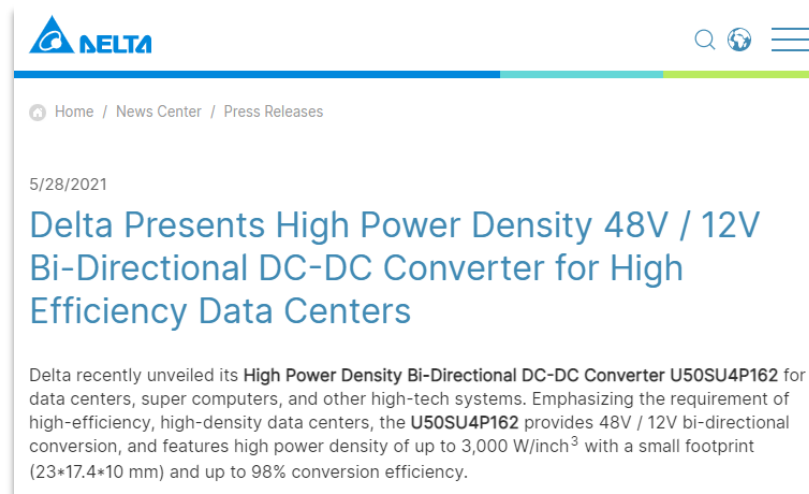 DELTA
Home / News Center / Press Releases
5/28/2021
Delta Presents High Power Density 48V / 12V
Bi-Directional DC-DC Converter for High
Efficiency Data Centers
Delta recently unveiled its High Power Density Bi-Directional DC-DC Converter U50SU4P162 for
data centers, super computers, and other high-tech systems. Emphasizing the requirement of
high-efficiency, high-density data centers, the U50SU4P162 provides 48V / 12V bi-directional
conversion, and features high power density of up to 3,000 W/inch³ with a small footprint
(23*17.4*10 mm) and up to 98% conversion efficiency.